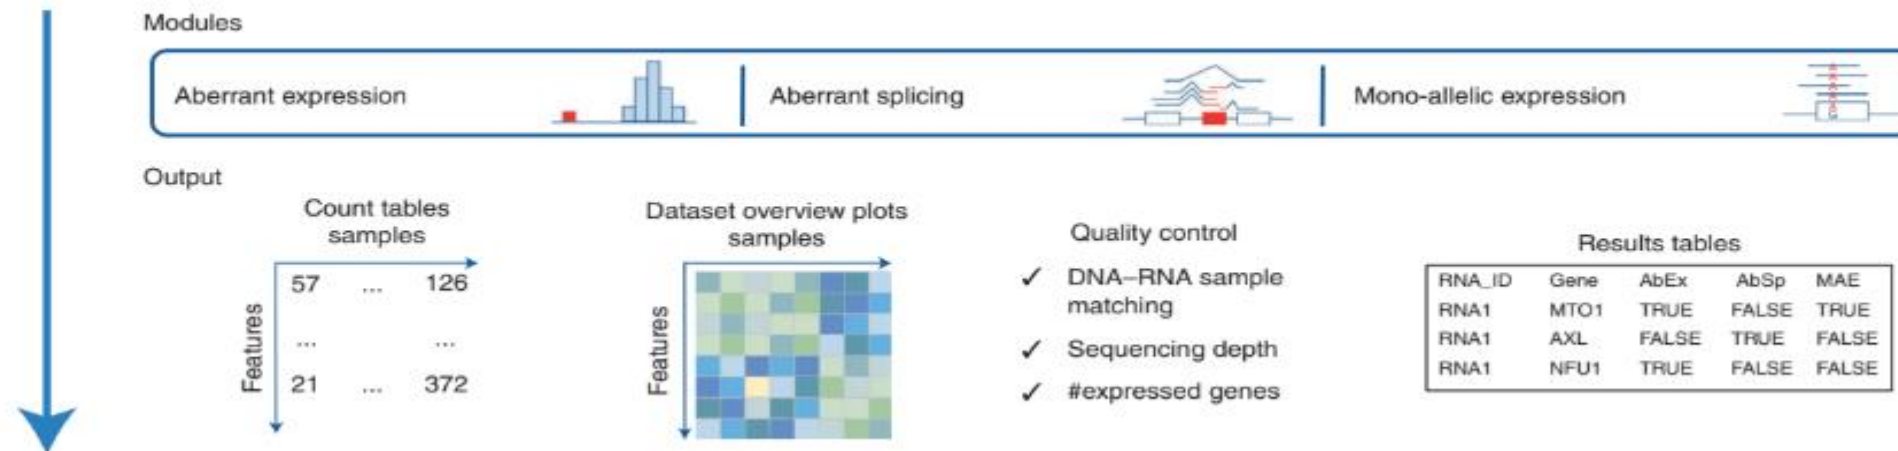 Modules
Aberrant expression
Aberrant splicing
Mono-allelic expression
A
A
A
A
G
Output
Count tables
samples
Features
57 ... 126
... ...
21 ... 372
Dataset overview plots
samples
Features
Quality control
✓ DNA–RNA sample
matching
✓ Sequencing depth
✓ #expressed genes
Results tables
RNA_ID Gene AbEx AbSp MAE
RNA1 MTO1 TRUE FALSE TRUE
RNA1 AXL FALSE TRUE FALSE
RNA1 NFU1 TRUE FALSE FALSE